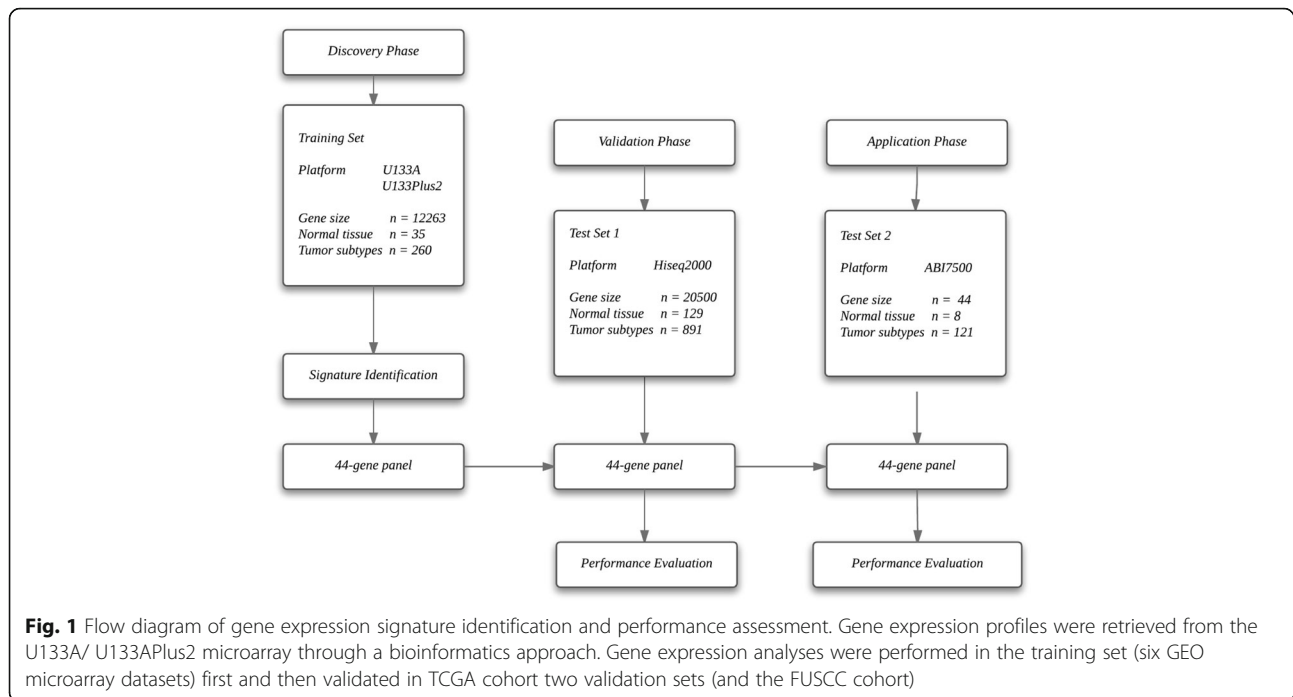 Discovery Phase
Training Set
Platform U133A
U133Plus2
Gene size n = 12263
Normal tissue n = 35
Tumor subtypes n = 260
Signature Identification
44-gene panel
Validation Phase
Test Set 1
Platform Hiseq2000
Gene size n = 20500
Normal tissue n = 129
Tumor subtypes n = 891
44-gene panel
Performance Evaluation
Application Phase
Test Set 2
Platform ABI7500
Gene size n = 44
Normal tissue n = 8
Tumor subtypes n = 121
44-gene panel
Performance Evaluation
Fig. 1 Flow diagram of gene expression signature identification and performance assessment. Gene expression profiles were retrieved from the
U133A/ U133APlus2 microarray through a bioinformatics approach. Gene expression analyses were performed in the training set (six GEO
microarray datasets) first and then validated in TCGA cohort two validation sets (and the FUSCC cohort)